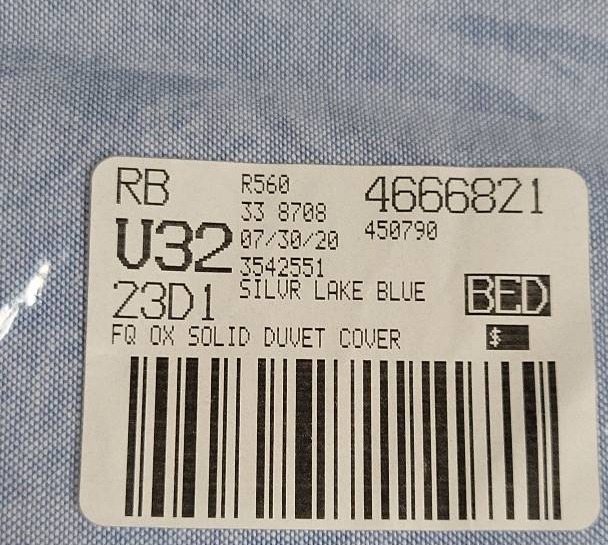 RB R560 4666821
33 8708
U32 07/30/20 450790
3542551
Z3D1 SILVR LAKE BLUE BED
FQ OX SOLID DUVET COVER $